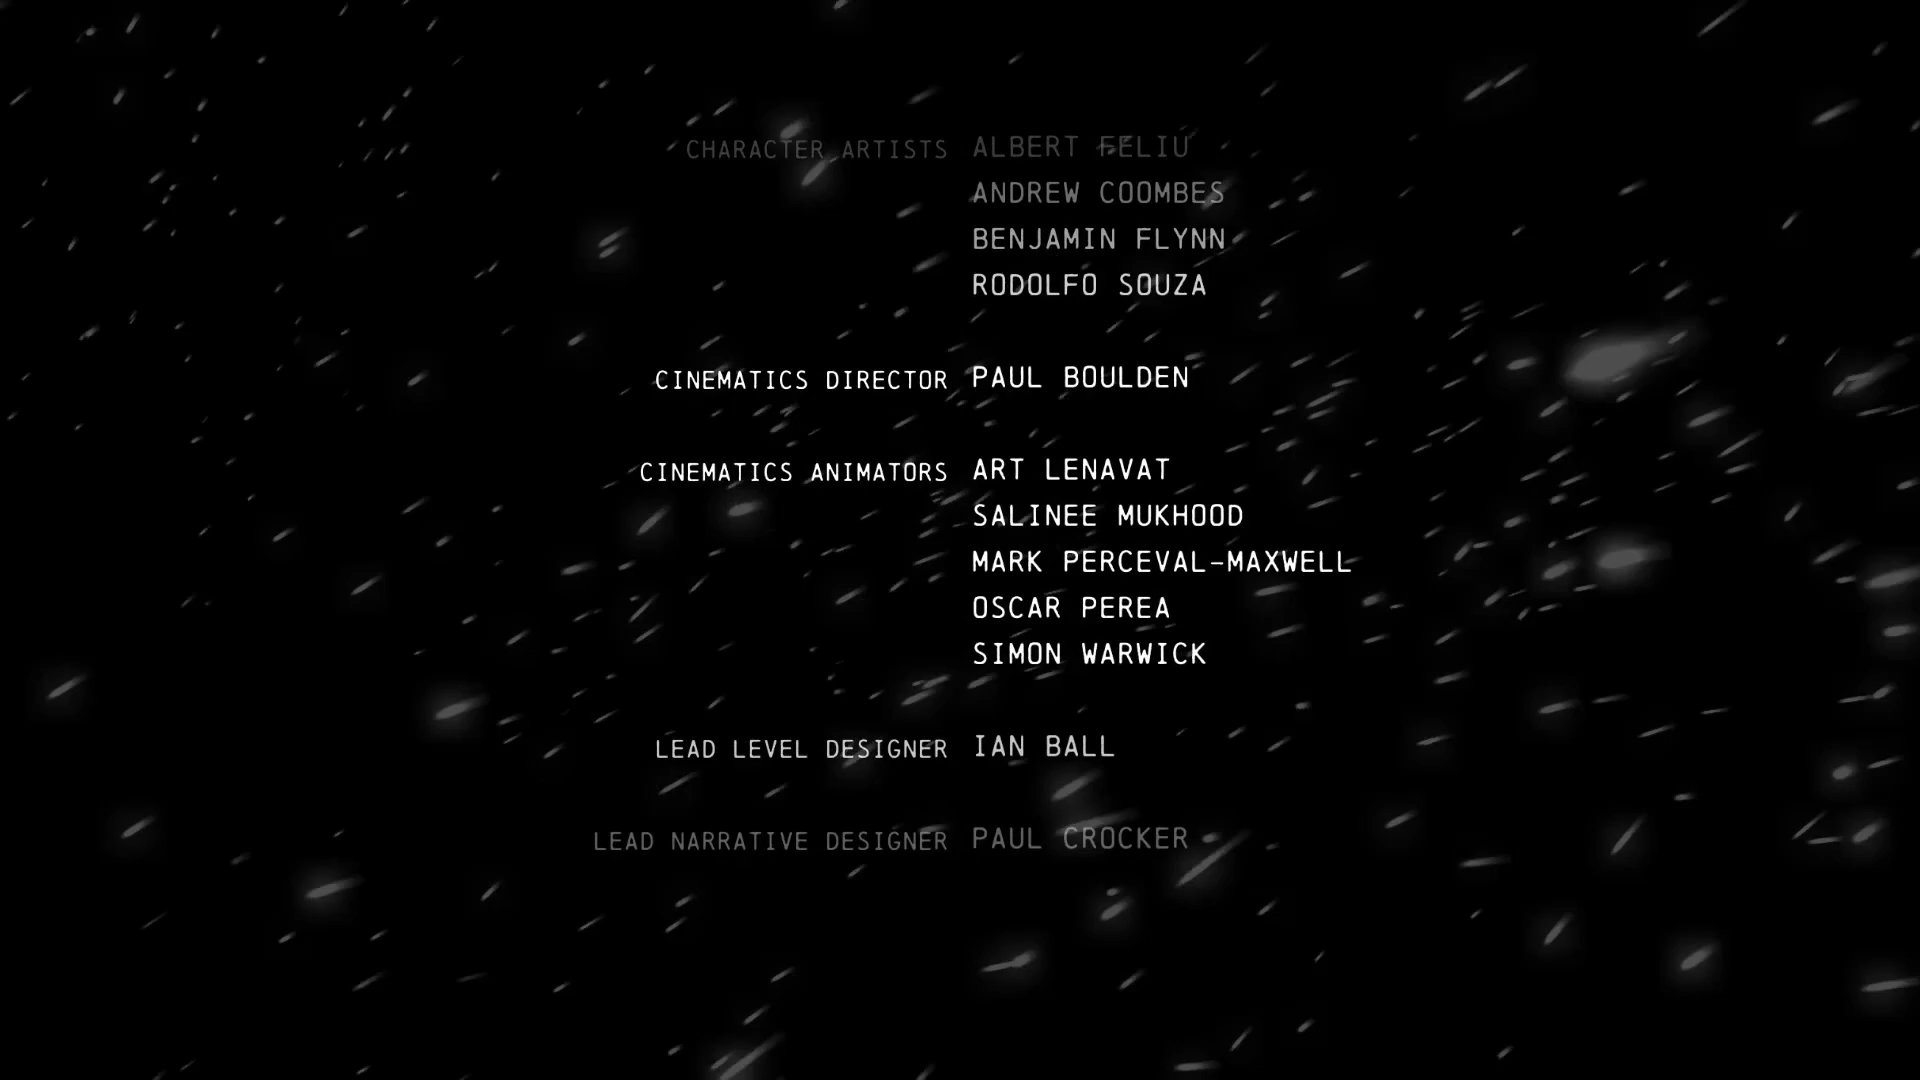 CHARACTER ARTISTS ALBERT FELIU
ANDREW COOMBES
BENJAMIN FLYNN
RODOLFO SOUZA
CINEMATICS DIRECTOR PAUL BOULDEN
CINEMATICS ANIMATORS ART LENAVAT
SALINEE MUKHOOD
MARK PERCEVAL-MAXWELL
OSCAR PEREA
SIMON WARWICK
LEAD LEVEL DESIGNER IAN BALL
LEAD NARRATIVE DESIGNER PAUL CROCKER